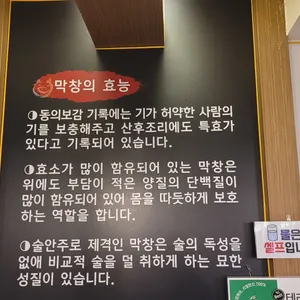 막창의 효능
◑동의보감 기록에는 기가 허약한 사람의
기를 보충해주고 산후조리에도 특효가
있다고 기록되어 있습니다.
◑효소가 많이 함유되어 있는 막창은
위에도 부담이 적은 양질의 단백질이
많이 함유되어 있어 몸을 따듯하게 보호
하는 역할을 합니다.
◑술안주로 제격인 막창은 술의 독성을
없애 비교적 술을 덜 취하게 하는 묘한
성질이 있습니다.
물은
셀프입니